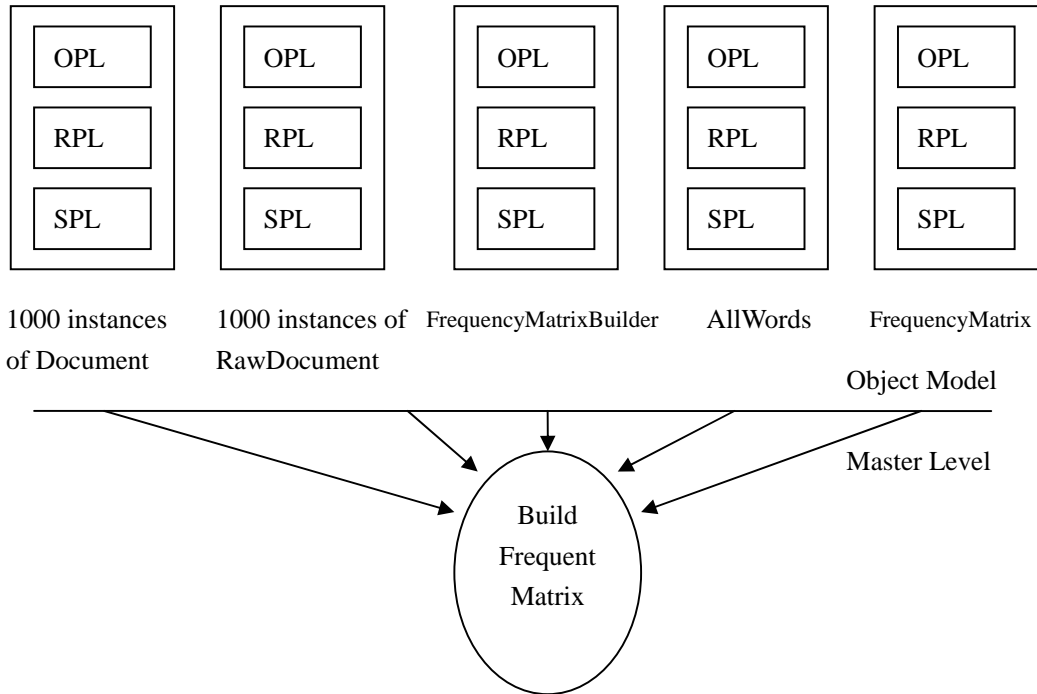 OPL OPL OPL OPL OPL
RPL RPL RPL RPL RPL
SPL SPL SPL SPL SPL
1000 instances
of Document
1000 instances of
RawDocument
FrequencyMatrixBuilder
AllWords
FrequencyMatrix
Object Model
Master Level
Build
Frequent
Matrix